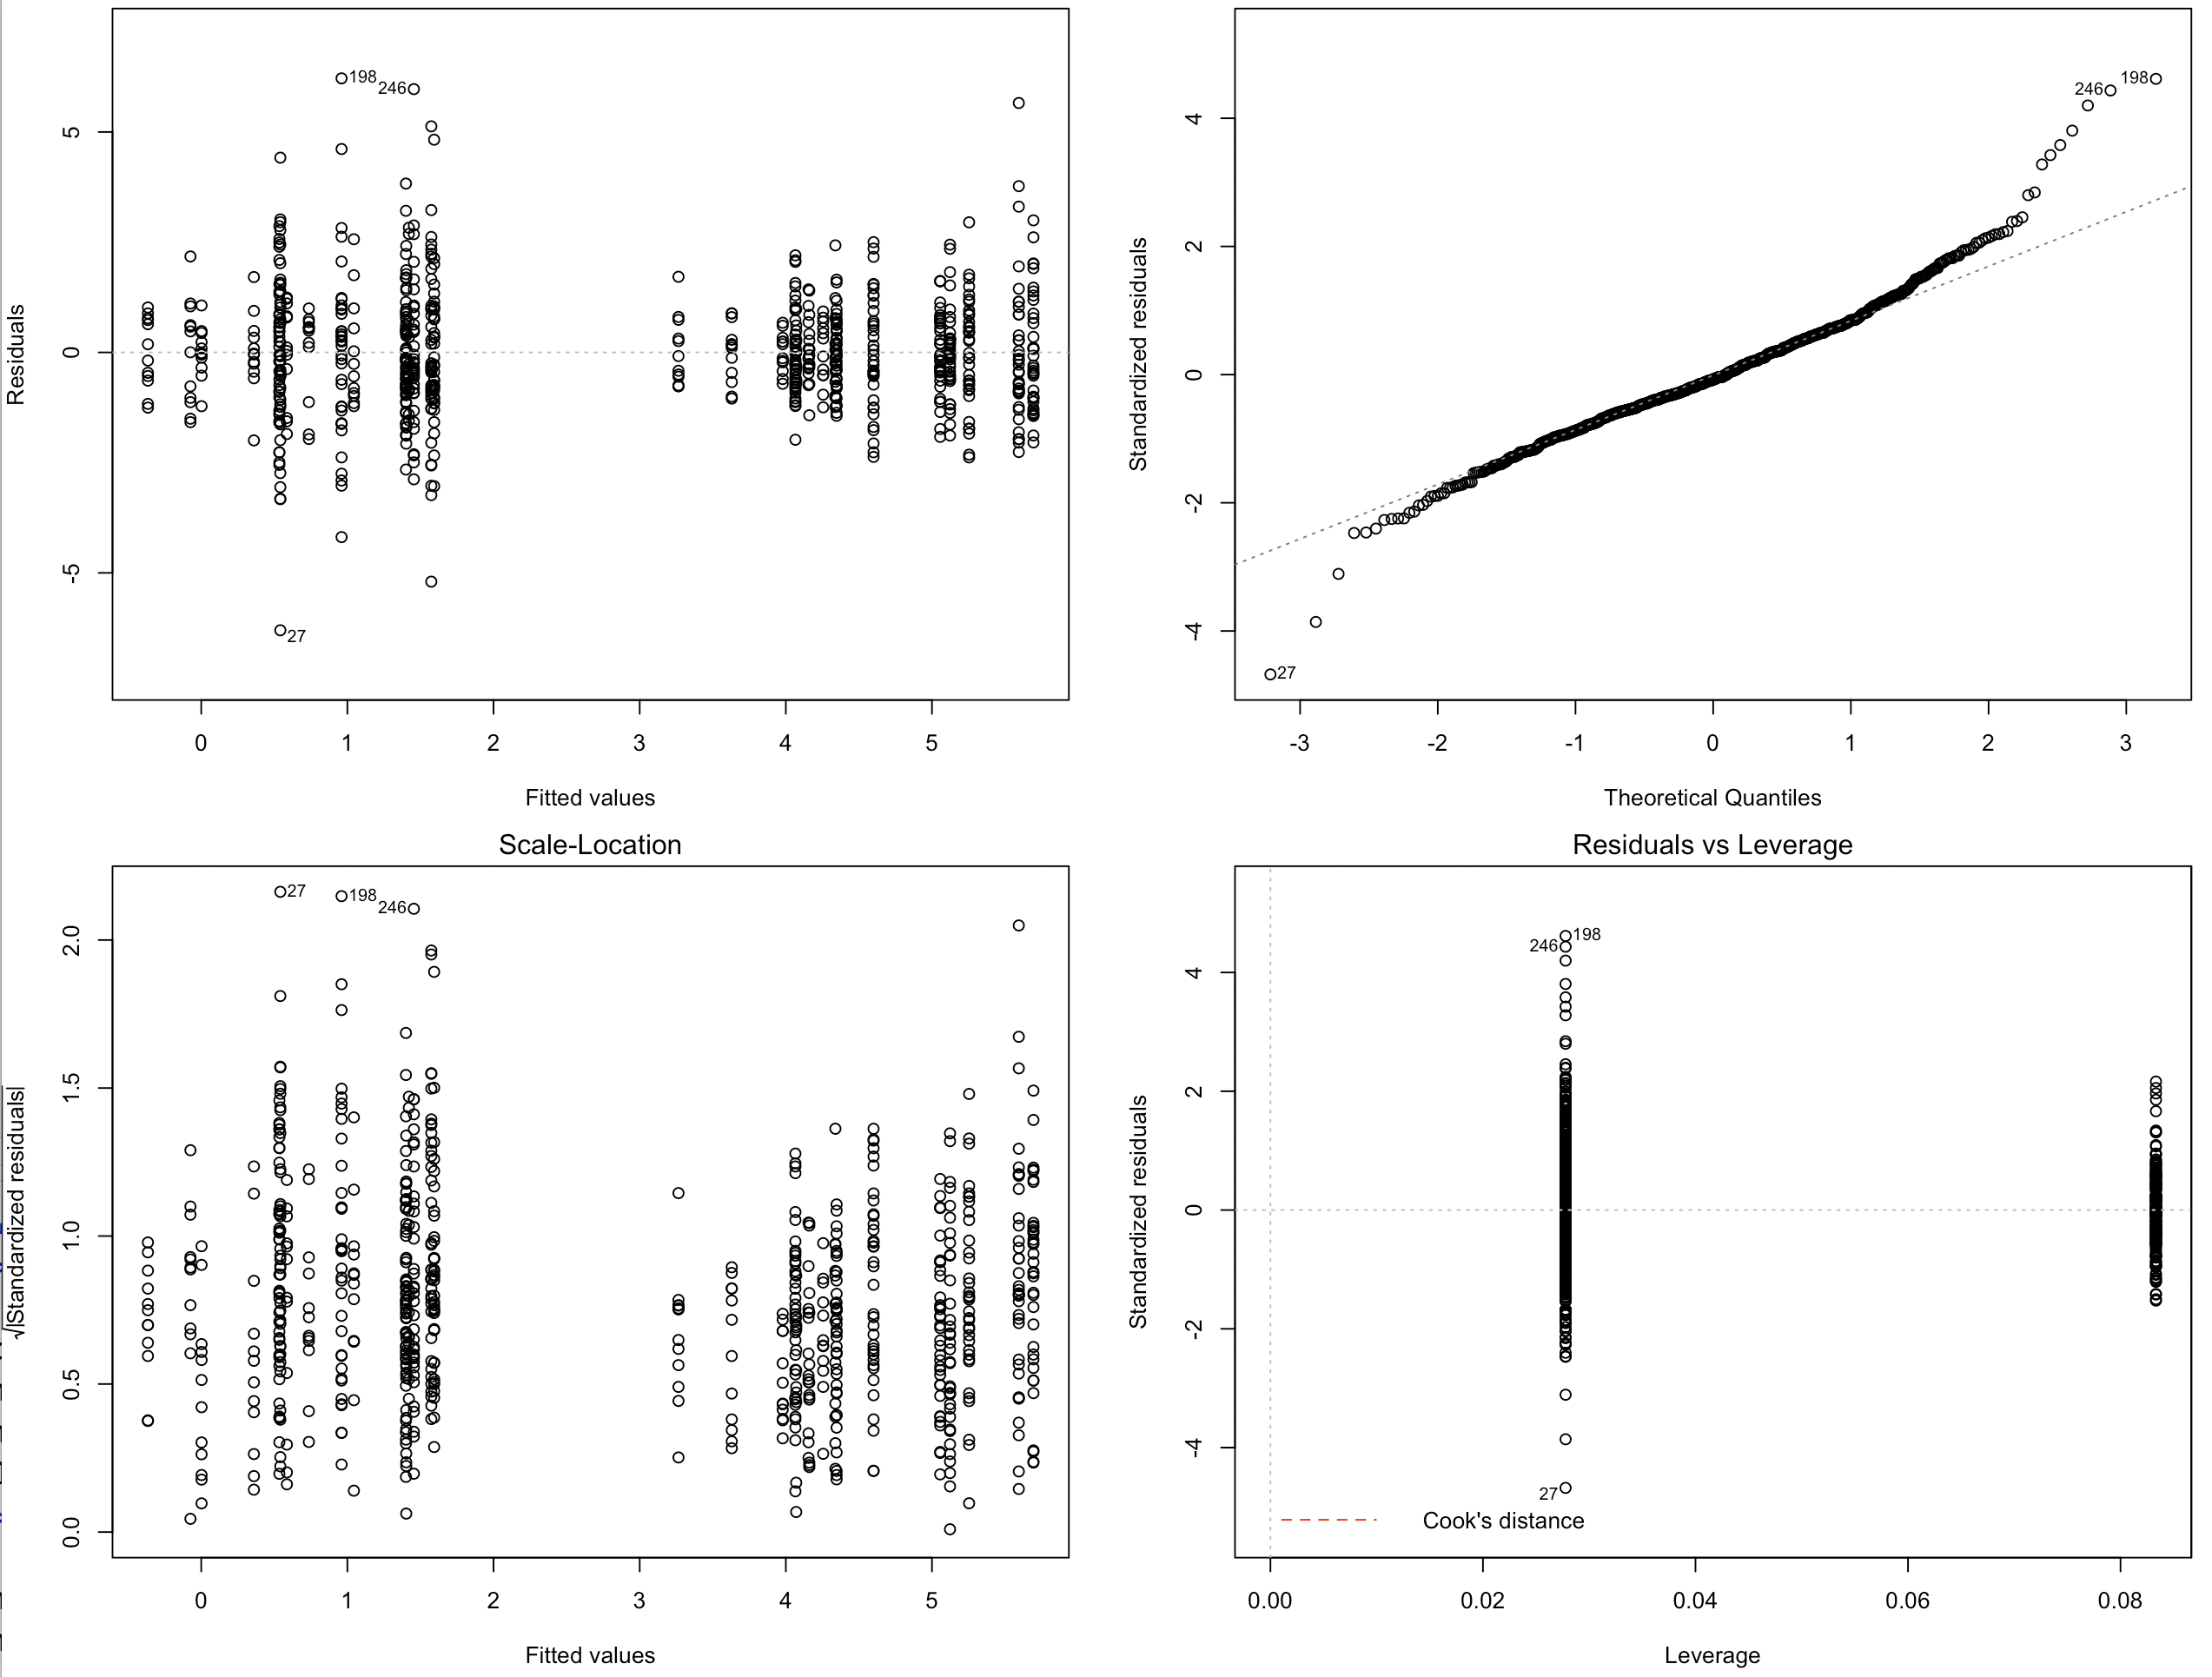 Residuals
5
0
-5
198
246
27
0 1 2 3 4 5
Fitted values
Standardized residuals
4
2
0
-2
-4
246 198
27
-3 -2 -1 0 1 2 3
Theoretical Quantiles
Scale-Location
√|Standardized residuals|
2.0
1.5
1.0
0.5
0.0
27
198
246
0 1 2 3 4 5
Fitted values
Residuals vs Leverage
Standardized residuals
4
2
0
-2
-4
246 198
27
Cook's distance
0.00 0.02 0.04 0.06 0.08
Leverage